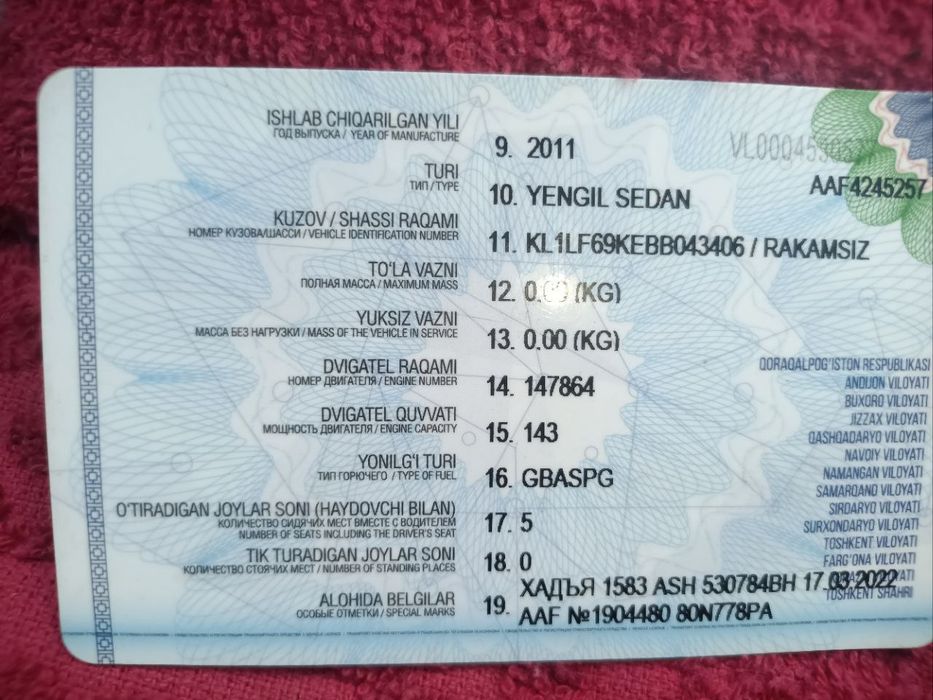 ISHLAB CHIQARILGAN YILI
ГОД ВЫПУСКА / YEAR OF MANUFACTURE
9. 2011
AAF4245257
TURI
ТИП / TYPE
10. YENGIL SEDAN
KUZOV / SHASSI RAQAMI
НОМЕР КУЗОВА/ШАССИ / VEHICLE IDENTIFICATION NUMBER
11. KL1LF69KEBB043406 / RAKAMSIZ
TO'LA VAZNI
ПОЛНАЯ МАССА / MAXIMUM MASS
12. 0.00 (KG)
YUKSIZ VAZNI
МАССА БЕЗ НАГРУЗКИ / MASS OF THE VEHICLE IN SERVICE
13. 0.00 (KG)
DVIGATEL RAQAMI
НОМЕР ДВИГАТЕЛЯ / ENGINE NUMBER
14. 147864
DVIGATEL QUVVATI
МОЩНОСТЬ ДВИГАТЕЛЯ / ENGINE CAPACITY
15. 143
YONILG'I TURI
ТИП ГОРЮЧЕГО / TYPE OF FUEL
16. GBASPG
O'TIRADIGAN JOYLAR SONI (HAYDOVCHI BILAN)
КОЛИЧЕСТВО СИДЯЧИХ МЕСТ ВМЕСТЕ С ВОДИТЕЛЕМ
NUMBER OF SEATS INCLUDING THE DRIVER'S SEAT
17. 5
TIK TURADIGAN JOYLAR SONI
КОЛИЧЕСТВО СТОЯЧИХ МЕСТ / NUMBER OF STANDING PLACES
18. 0
ALOHIDA BELGILAR
ОСОБЫЕ ОТМЕТКИ / SPECIAL MARKS
19. ХАДЪЯ 1583 ASH 530784BH 17.03.2022
AAF №1904480 80N778PA
QORAQALPOG'ISTON RESPUBLIKASI
ANDIJON VILOYATI
BUXORO VILOYATI
JIZZAX VILOYATI
QASHQADARYO VILOYATI
NAVOIY VILOYATI
NAMANGAN VILOYATI
SAMARQAND VILOYATI
SIRDARYO VILOYATI
SURXONDARYO VILOYATI
TOSHKENT VILOYATI
FARG'ONA VILOYATI
VILOYATI
TOSHKENT SHAHRI